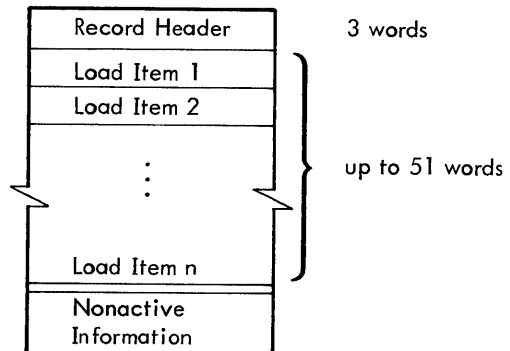 Record Header 3 words
Load Item 1
Load Item 2
up to 51 words
Load Item n
Nonactive
Information